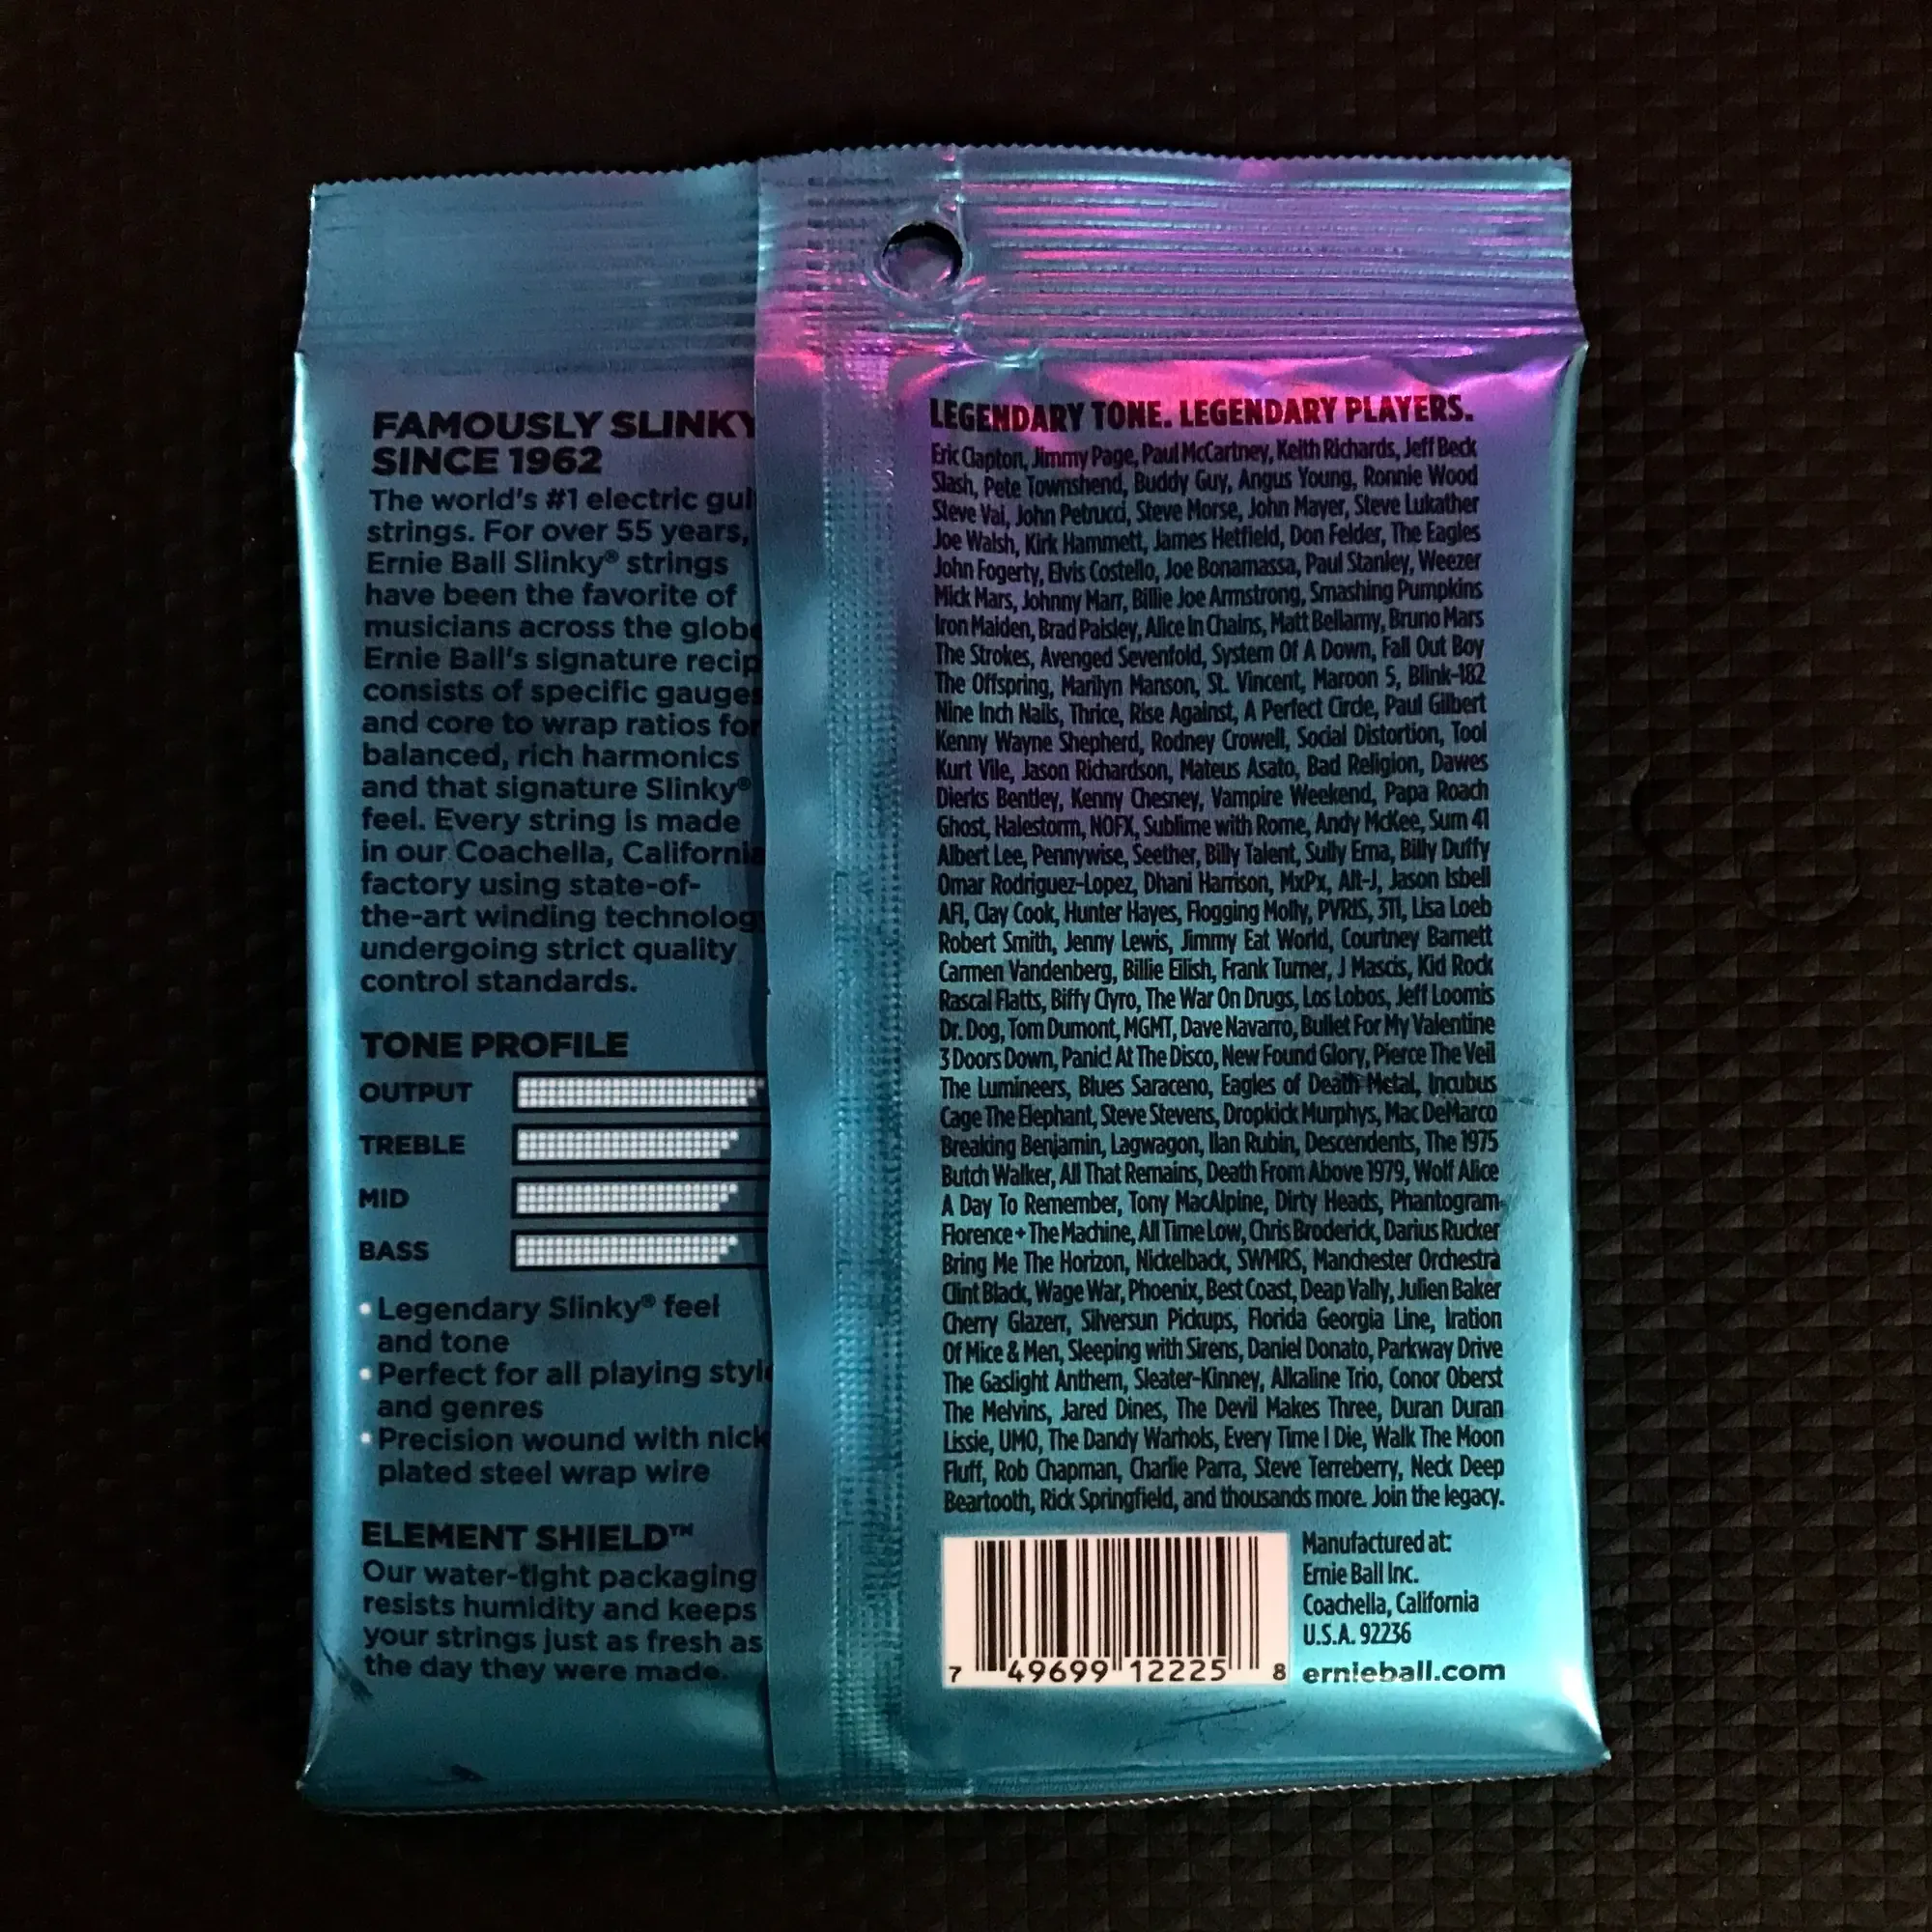 FAMOUSLY SLINKY
SINCE 1962
The world's #1 electric gui
strings. For over 55 years,
Ernie Ball Slinky® strings
have been the favorite of
musicians across the globe
Ernie Ball's signature recip
consists of specific gauges
and core to wrap ratios for
balanced, rich harmonics
and that signature Slinky®
feel. Every string is made
in our Coachella, California
factory using state-of-
the-art winding technology
undergoing strict quality
control standards.
TONE PROFILE
OUTPUT
TREBLE
MID
BASS
• Legendary Slinky® feel
and tone
• Perfect for all playing style
and genres
• Precision wound with nick
plated steel wrap wire
ELEMENT SHIELD™
Our water-tight packaging
resists humidity and keeps
your strings just as fresh as
the day they were made.
LEGENDARY TONE. LEGENDARY PLAYERS.
Eric Clapton, Jimmy Page, Paul McCartney, Keith Richards, Jeff Beck
Slash, Pete Townshend, Buddy Guy, Angus Young, Ronnie Wood
Steve Vai, John Petrucci, Steve Morse, John Mayer, Steve Lukather
Joe Walsh, Kirk Hammett, James Hetfield, Don Felder, The Eagles
John Fogerty, Elvis Costello, Joe Bonamassa, Paul Stanley, Weezer
Mick Mars, Johnny Marr, Billie Joe Armstrong, Smashing Pumpkins
Iron Maiden, Brad Paisley, Alice In Chains, Matt Bellamy, Bruno Mars
The Strokes, Avenged Sevenfold, System Of A Down, Fall Out Boy
The Offspring, Marilyn Manson, St. Vincent, Maroon 5, Blink-182
Nine Inch Nails, Thrice, Rise Against, A Perfect Circle, Paul Gilbert
Kenny Wayne Shepherd, Rodney Crowell, Social Distortion, Tool
Kurt Vile, Jason Richardson, Mateus Asato, Bad Religion, Dawes
Dierks Bentley, Kenny Chesney, Vampire Weekend, Papa Roach
Ghost, Halestorm, NOFX, Sublime with Rome, Andy McKee, Sum 41
Albert Lee, Pennywise, Seether, Billy Talent, Sully Erna, Billy Duffy
Omar Rodriguez-Lopez, Dhani Harrison, MxPx, Alt-J, Jason Isbell
AFI, Clay Cook, Hunter Hayes, Flogging Molly, PVRIS, 311, Lisa Loeb
Robert Smith, Jenny Lewis, Jimmy Eat World, Courtney Barnett
Carmen Vandenberg, Billie Eilish, Frank Turner, J Mascis, Kid Rock
Rascal Flatts, Biffy Clyro, The War On Drugs, Los Lobos, Jeff Loomis
Dr. Dog, Tom Dumont, MGMT, Dave Navarro, Bullet For My Valentine
3 Doors Down, Panic! At The Disco, New Found Glory, Pierce The Veil
The Lumineers, Blues Saraceno, Eagles of Death Metal, Incubus
Cage The Elephant, Steve Stevens, Dropkick Murphys, Mac DeMarco
Breaking Benjamin, Lagwagon, Ilan Rubin, Descendents, The 1975
Butch Walker, All That Remains, Death From Above 1979, Wolf Alice
A Day To Remember, Tony MacAlpine, Dirty Heads, Phantogram
Florence + The Machine, All Time Low, Chris Broderick, Darius Rucker
Bring Me The Horizon, Nickelback, SWMRS, Manchester Orchestra
Clint Black, Wage War, Phoenix, Best Coast, Deap Vally, Julien Baker
Cherry Glazerr, Silversun Pickups, Florida Georgia Line, Iration
Of Mice & Men, Sleeping with Sirens, Daniel Donato, Parkway Drive
The Gaslight Anthem, Sleater-Kinney, Alkaline Trio, Conor Oberst
The Melvins, Jared Dines, The Devil Makes Three, Duran Duran
Lissie, UMO, The Dandy Warhols, Every Time I Die, Walk The Moon
Fluff, Rob Chapman, Charlie Parra, Steve Terreberry, Neck Deep
Beartooth, Rick Springfield, and thousands more. Join the legacy.
7 49699 12225 8
Manufactured at:
Ernie Ball Inc.
Coachella, California
U.S.A. 92236
ernieball.com